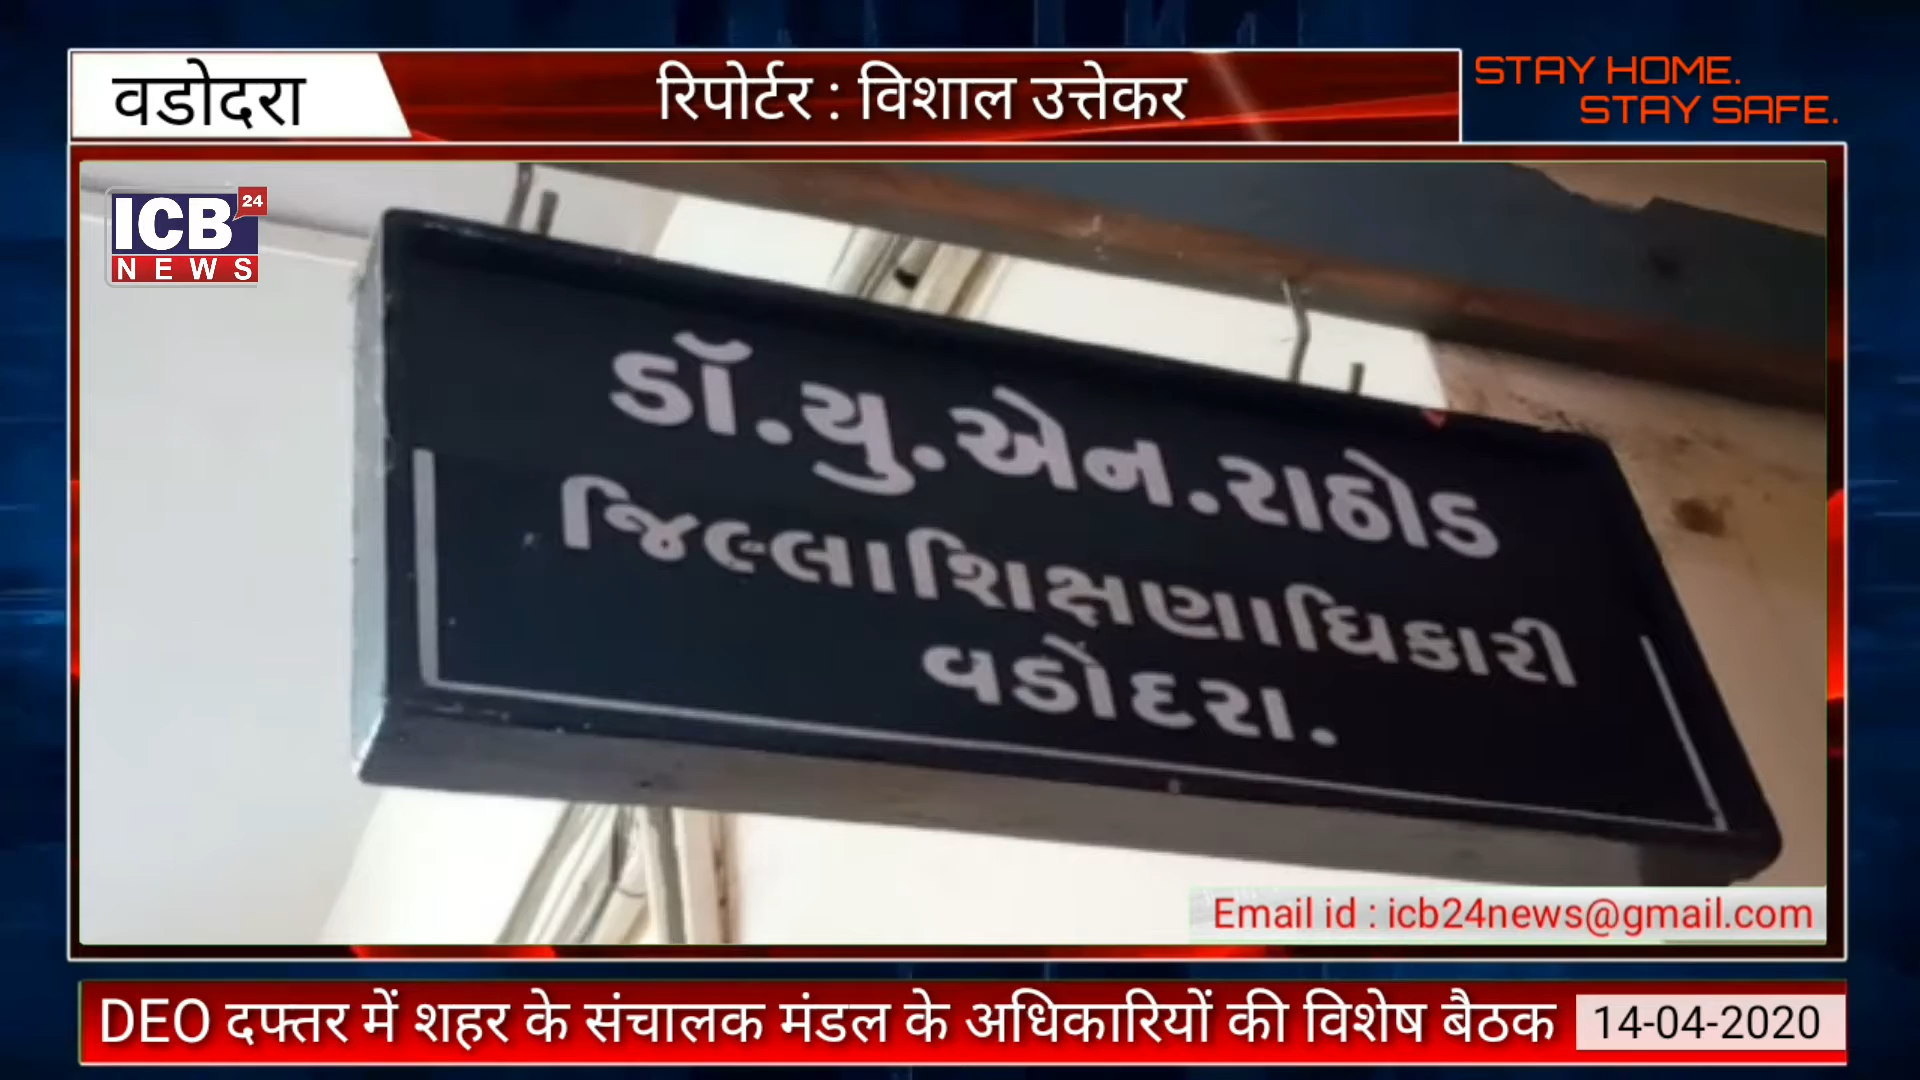 वडोदरा
रिपोर्टर : विशाल उत्तेकर
STAY HOME.
STAY SAFE.
ICB 24
NEWS
ડૉ.યુ.એન.રાઠોડ
જિલ્લાશિક્ષણાધિકારી
વડોદરા.
Email id : icb24news@gmail.com
DEO दफ्तर में शहर के संचालक मंडल के अधिकारियों की विशेष बैठक
14-04-2020